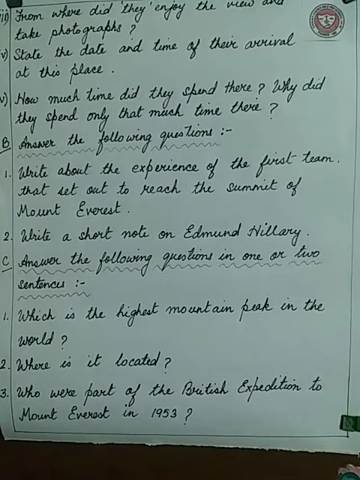 iii) From where did they enjoy the view and
take photographs?
v) State the date and time of their arrival
at this place.
v) How much time did they spend there? Why did
they spend only that much time there?
B Answer the following questions :-
1. Write about the experience of the first team.
that set out to reach the summit of
Mount Everest.
2. Write a short note on Edmund Hillary.
C Answer the following questions in one or two
sentences :-
1. Which is the highest mountain peak in the
world?
2. Where is it located?
3. Who were part of the British Expedition to
Mount Everest in 1953?